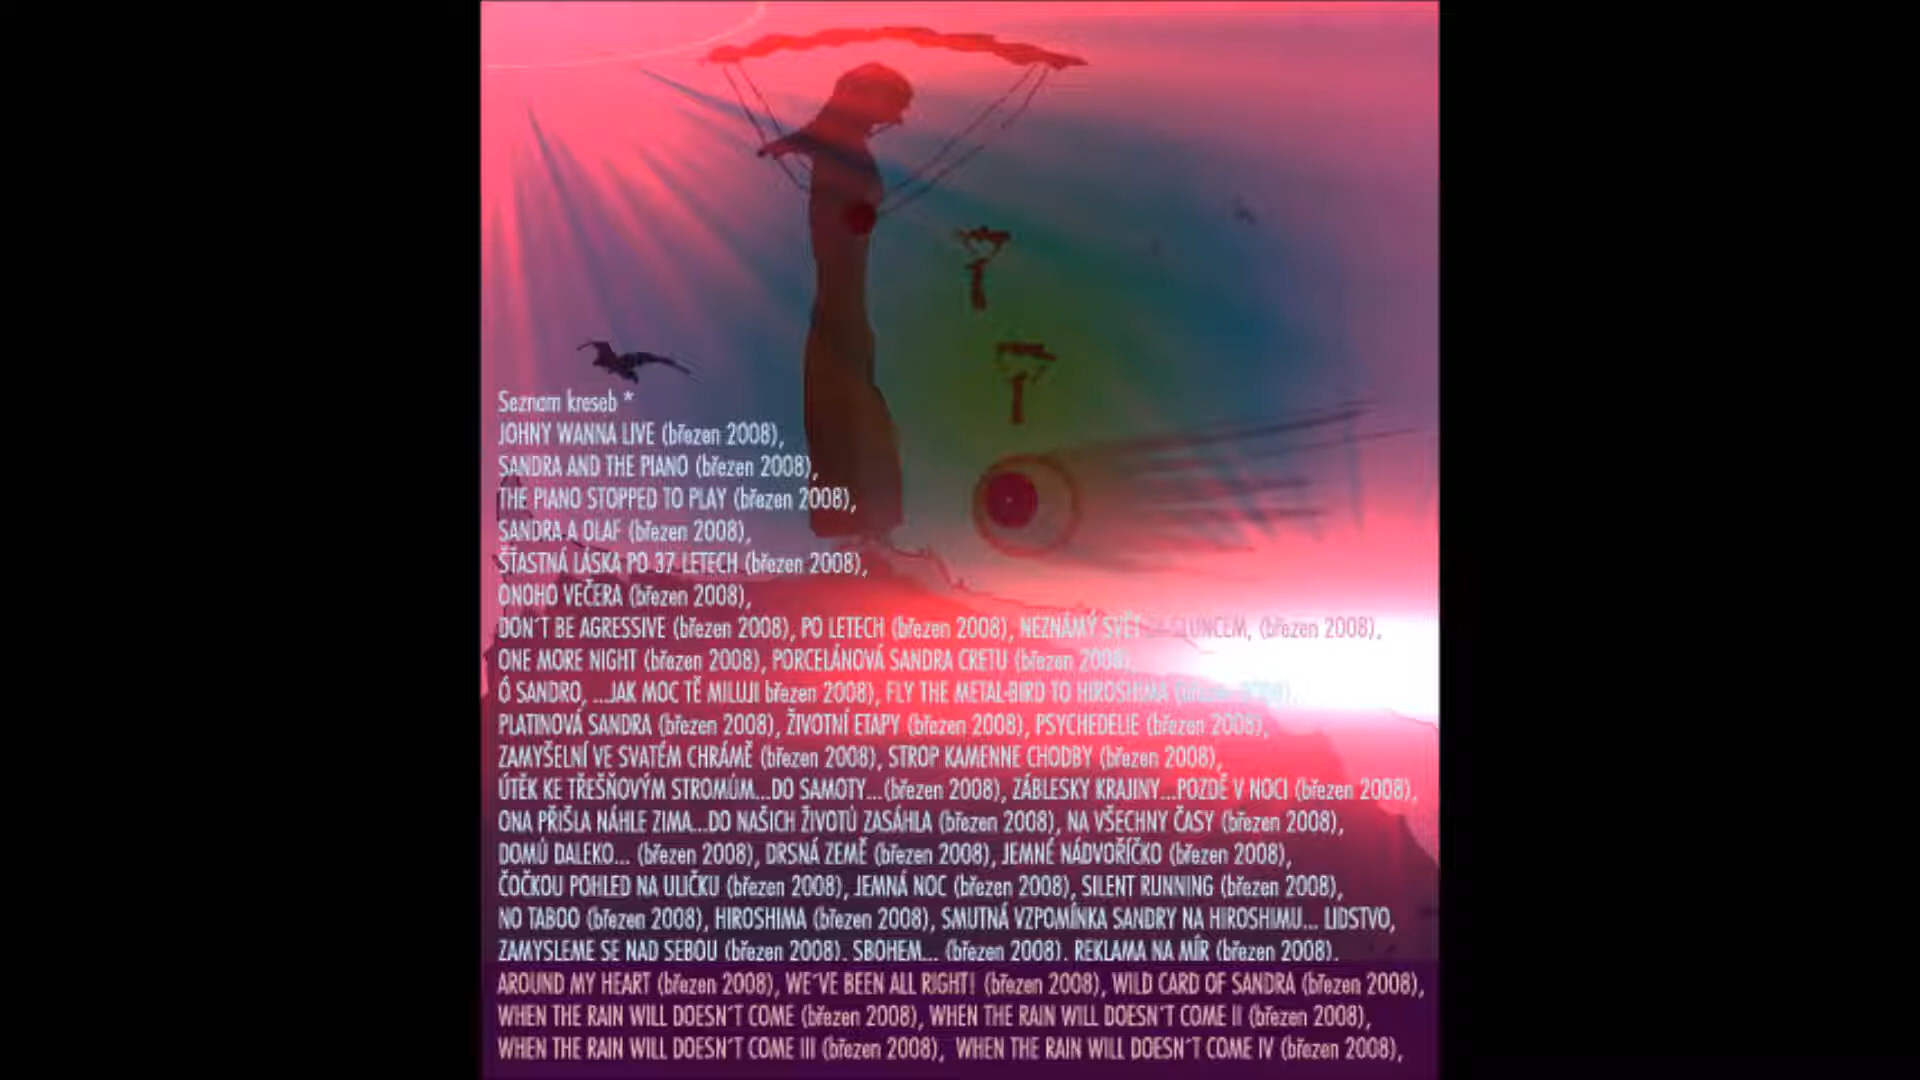 Seznam kreseb *
JOHNY WANNA LIVE (březen 2008),
SANDRA AND THE PIANO (březen 2008),
THE PIANO STOPPED TO PLAY (březen 2008),
SANDRA A OLAF (březen 2008),
ŠŤASTNÁ LÁSKA PO 37 LETECH (březen 2008),
ONOHO VEČERA (březen 2008),
DON´T BE AGRESSIVE (březen 2008), PO LETECH (březen 2008), NEZNÁMÝ SVĚT (březen 2008),
ONE MORE NIGHT (březen 2008), PORCELÁNOVÁ SANDRA CRETU (březen 2008),
Ó SANDRO, ...JAK MOC TĚ MILUJI březen 2008), FLY THE METAL-BIRD TO HIROSHIMA (březen 2008),
PLATINOVÁ SANDRA (březen 2008), ŽIVOTNÍ ETAPY (březen 2008), PSYCHEDELIE (březen 2008),
ZAMYŠELNÍ VE SVATÉM CHRÁMĚ (březen 2008), STROP KAMENNE CHODBY (březen 2008),
ÚTĚK KE TŘEŠŇOVÝM STROMŮM...DO SAMOTY...(březen 2008), ZÁBLESKY KRAJINY...POZDĚ V NOCI (březen 2008),
ONA PŘIŠLA NÁHLE ZIMA...DO NAŠICH ŽIVOTŮ ZASÁHLA (březen 2008), NA VŠECHNY ČASY (březen 2008),
DOMŮ DALEKO... (březen 2008), DRSNÁ ZEMĚ (březen 2008), JEMNÉ NÁDVOŘÍČKO (březen 2008),
ČOČKOU POHLED NA ULIČKU (březen 2008), JEMNÁ NOC (březen 2008), SILENT RUNNING (březen 2008),
NO TABOO (březen 2008), HIROSHIMA (březen 2008), SMUTNÁ VZPOMÍNKA SANDRY NA HIROSHIMU... LIDSTVO,
ZAMYSLEME SE NAD SEBOU (březen 2008), SBOHEM... (březen 2008), REKLAMA NA MÍR (březen 2008),
AROUND MY HEART (březen 2008), WE´VE BEEN ALL RIGHT! (březen 2008), WILD CARD OF SANDRA (březen 2008),
WHEN THE RAIN WILL DOESN´T COME (březen 2008), WHEN THE RAIN WILL DOESN´T COME II (březen 2008),
WHEN THE RAIN WILL DOESN´T COME III (březen 2008), WHEN THE RAIN WILL DOESN´T COME IV (březen 2008),